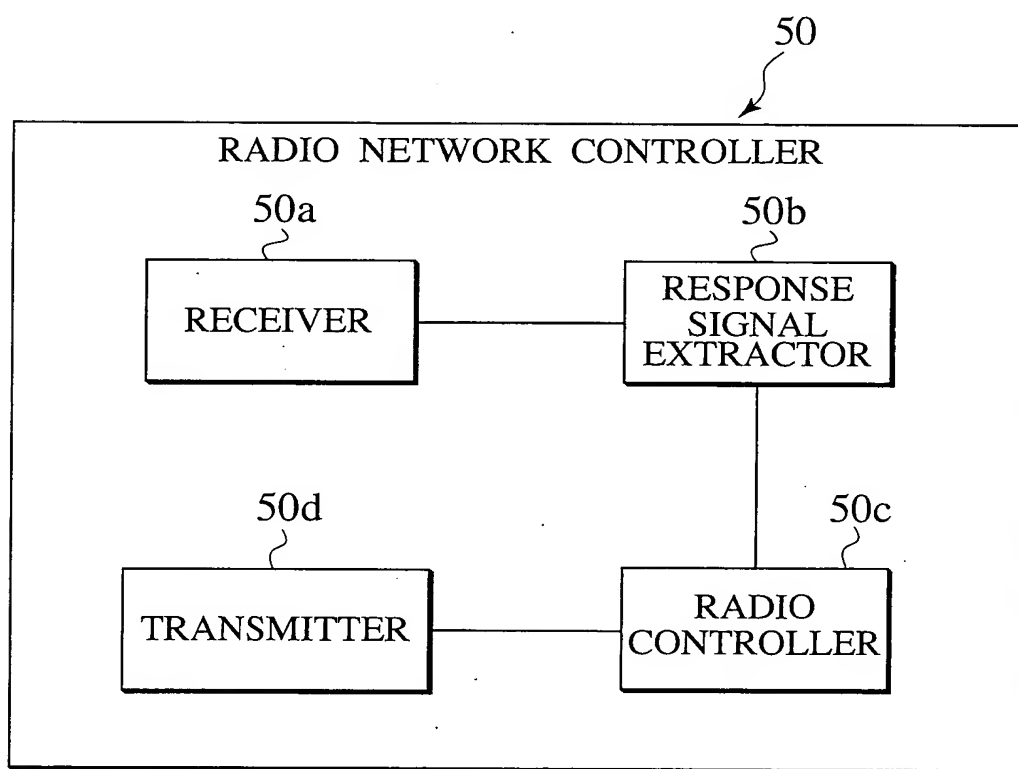 50
RADIO NETWORK CONTROLLER
50a
50b
RECEIVER
RESPONSE
SIGNAL
EXTRACTOR
50d
50c
TRANSMITTER
RADIO
CONTROLLER